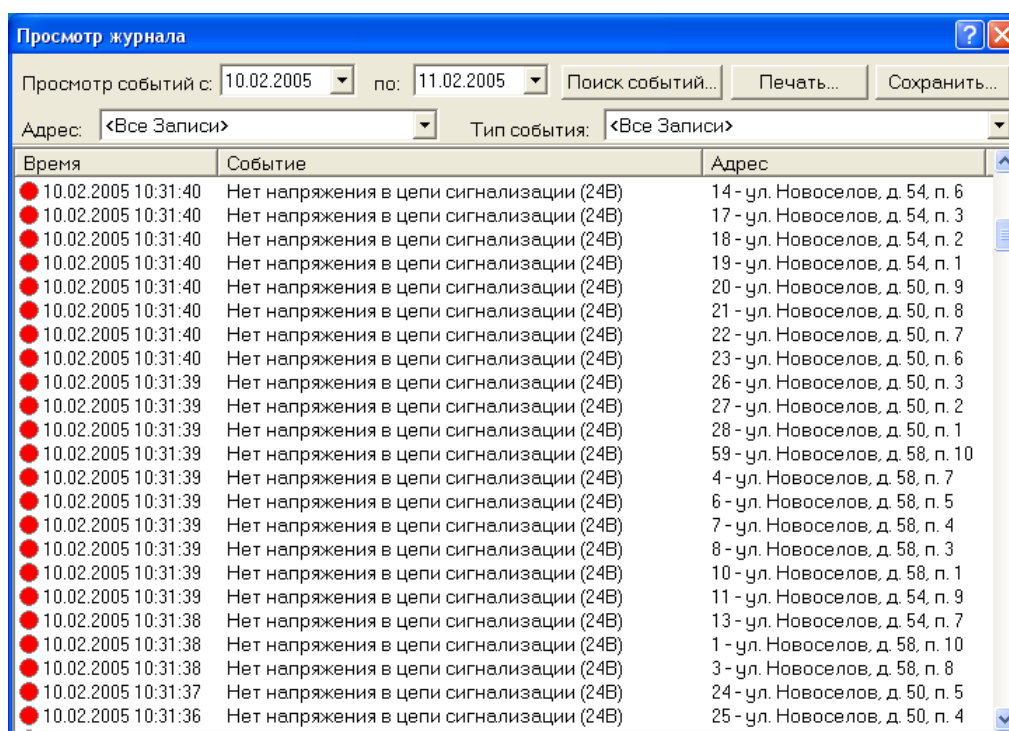 Просмотр журнала
Просмотр событий с: 10.02.2005 по: 11.02.2005 Поиск событий... Печать... Сохранить...
Адрес: <Все Записи> Тип события: <Все Записи>
Время Событие Адрес
10.02.2005 10:31:40 Нет напряжения в цепи сигнализации (24В) 14 - ул. Новоселов, д. 54, п. 6
10.02.2005 10:31:40 Нет напряжения в цепи сигнализации (24В) 17 - ул. Новоселов, д. 54, п. 3
10.02.2005 10:31:40 Нет напряжения в цепи сигнализации (24В) 18 - ул. Новоселов, д. 54, п. 2
10.02.2005 10:31:40 Нет напряжения в цепи сигнализации (24В) 19 - ул. Новоселов, д. 54, п. 1
10.02.2005 10:31:40 Нет напряжения в цепи сигнализации (24В) 20 - ул. Новоселов, д. 50, п. 9
10.02.2005 10:31:40 Нет напряжения в цепи сигнализации (24В) 21 - ул. Новоселов, д. 50, п. 8
10.02.2005 10:31:40 Нет напряжения в цепи сигнализации (24В) 22 - ул. Новоселов, д. 50, п. 7
10.02.2005 10:31:40 Нет напряжения в цепи сигнализации (24В) 23 - ул. Новоселов, д. 50, п. 6
10.02.2005 10:31:39 Нет напряжения в цепи сигнализации (24В) 26 - ул. Новоселов, д. 50, п. 3
10.02.2005 10:31:39 Нет напряжения в цепи сигнализации (24В) 27 - ул. Новоселов, д. 50, п. 2
10.02.2005 10:31:39 Нет напряжения в цепи сигнализации (24В) 28 - ул. Новоселов, д. 50, п. 1
10.02.2005 10:31:39 Нет напряжения в цепи сигнализации (24В) 59 - ул. Новоселов, д. 58, п. 10
10.02.2005 10:31:39 Нет напряжения в цепи сигнализации (24В) 4 - ул. Новоселов, д. 58, п. 7
10.02.2005 10:31:39 Нет напряжения в цепи сигнализации (24В) 6 - ул. Новоселов, д. 58, п. 5
10.02.2005 10:31:39 Нет напряжения в цепи сигнализации (24В) 7 - ул. Новоселов, д. 58, п. 4
10.02.2005 10:31:39 Нет напряжения в цепи сигнализации (24В) 8 - ул. Новоселов, д. 58, п. 3
10.02.2005 10:31:39 Нет напряжения в цепи сигнализации (24В) 10 - ул. Новоселов, д. 58, п. 1
10.02.2005 10:31:39 Нет напряжения в цепи сигнализации (24В) 11 - ул. Новоселов, д. 54, п. 9
10.02.2005 10:31:38 Нет напряжения в цепи сигнализации (24В) 13 - ул. Новоселов, д. 54, п. 7
10.02.2005 10:31:38 Нет напряжения в цепи сигнализации (24В) 1 - ул. Новоселов, д. 58, п. 10
10.02.2005 10:31:38 Нет напряжения в цепи сигнализации (24В) 3 - ул. Новоселов, д. 58, п. 8
10.02.2005 10:31:37 Нет напряжения в цепи сигнализации (24В) 24 - ул. Новоселов, д. 50, п. 5
10.02.2005 10:31:36 Нет напряжения в цепи сигнализации (24В) 25 - ул. Новоселов, д. 50, п. 4